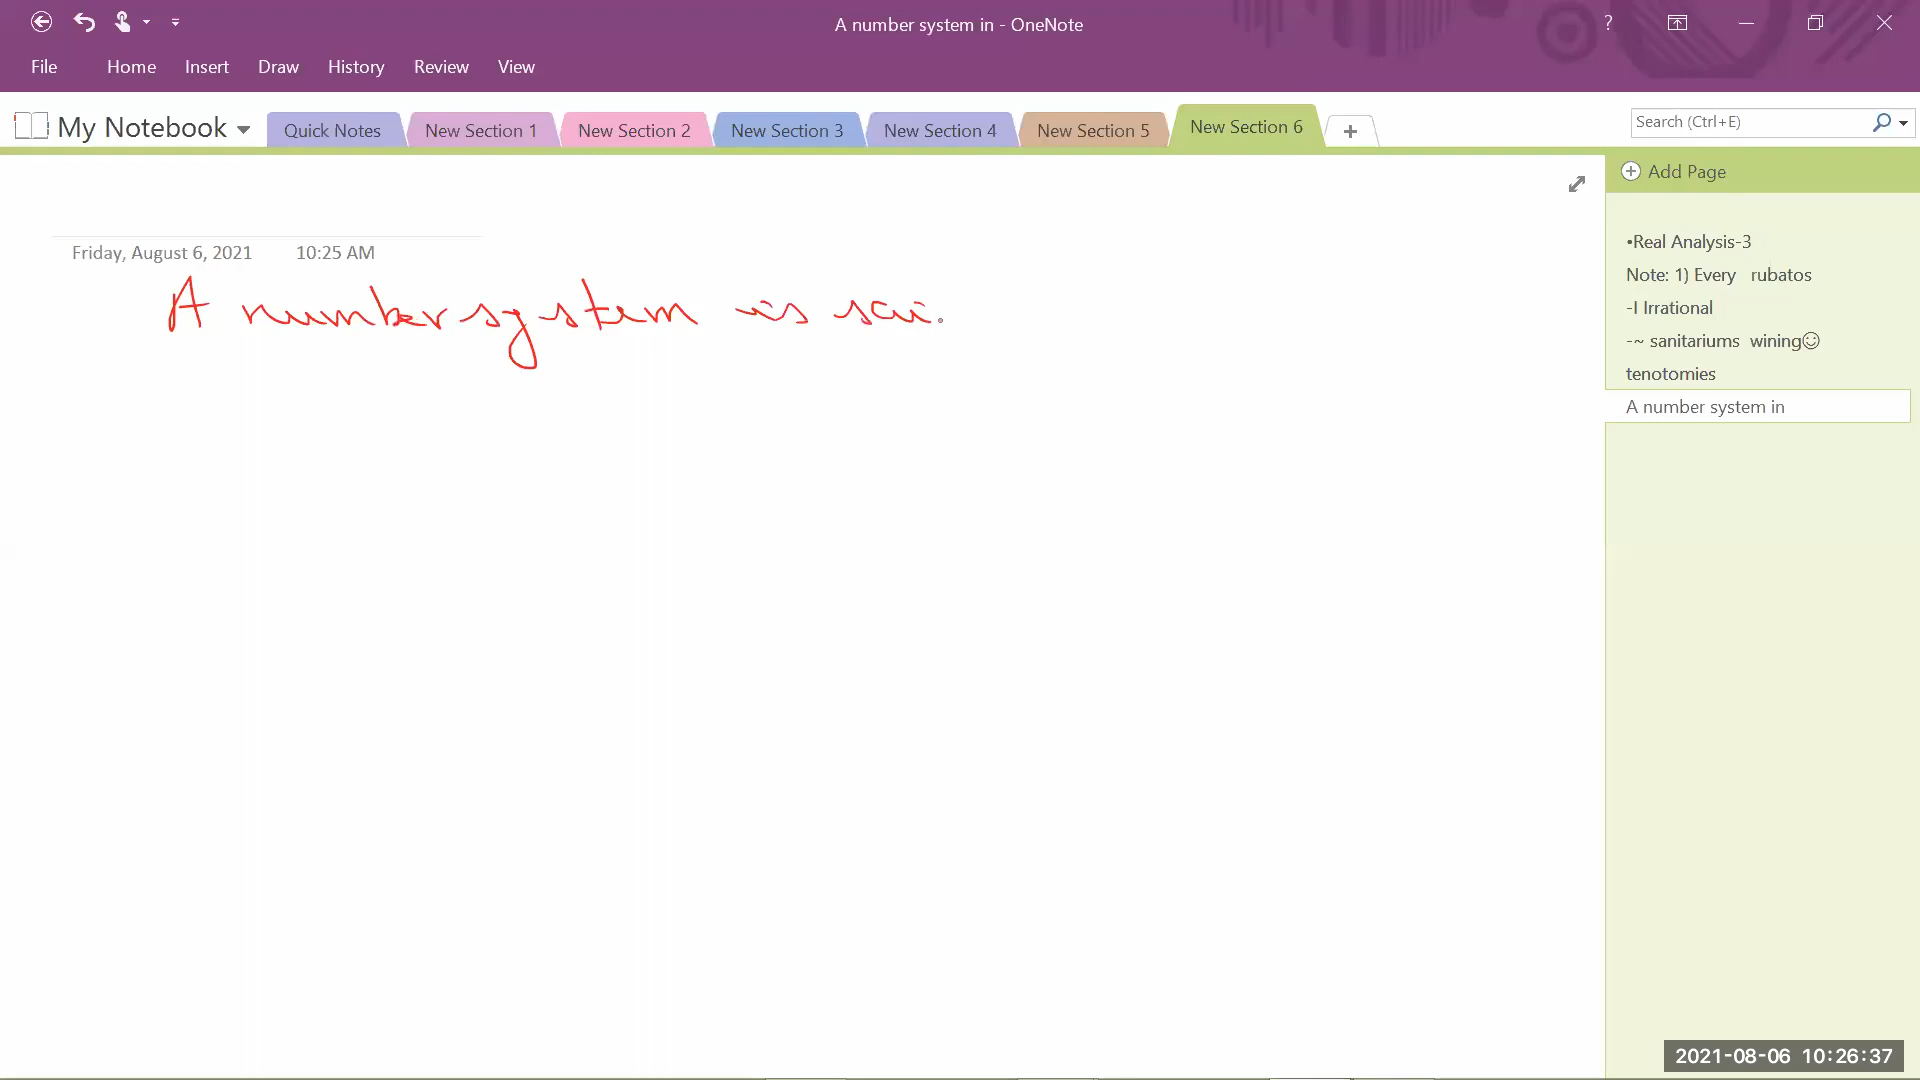 A number system in - OneNote
?
File Home Insert Draw History Review View
My Notebook Quick Notes New Section 1 New Section 2 New Section 3 New Section 4 New Section 5 New Section 6 +
Search (Ctrl+E)
Add Page
Friday, August 6, 2021 10:25 AM
A number system is sai
•Real Analysis-3
Note: 1) Every rubatos
-I Irrational
-~ sanitariums wining☺
tenotomies
A number system in
2021-08-06 10:26:37